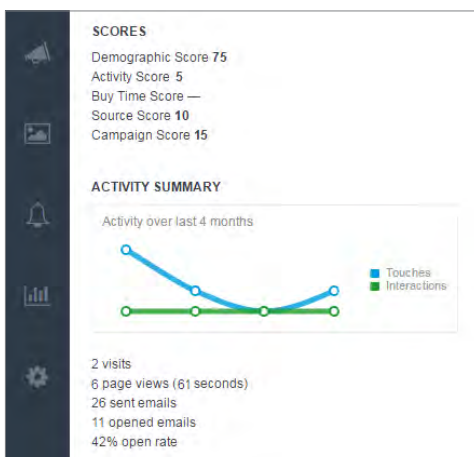 SCORES
Demographic Score 75
Activity Score 5
Buy Time Score —
Source Score 10
Campaign Score 15
ACTIVITY SUMMARY
Activity over last 4 months
Touches
Interactions
2 visits
6 page views (61 seconds)
26 sent emails
11 opened emails
42% open rate